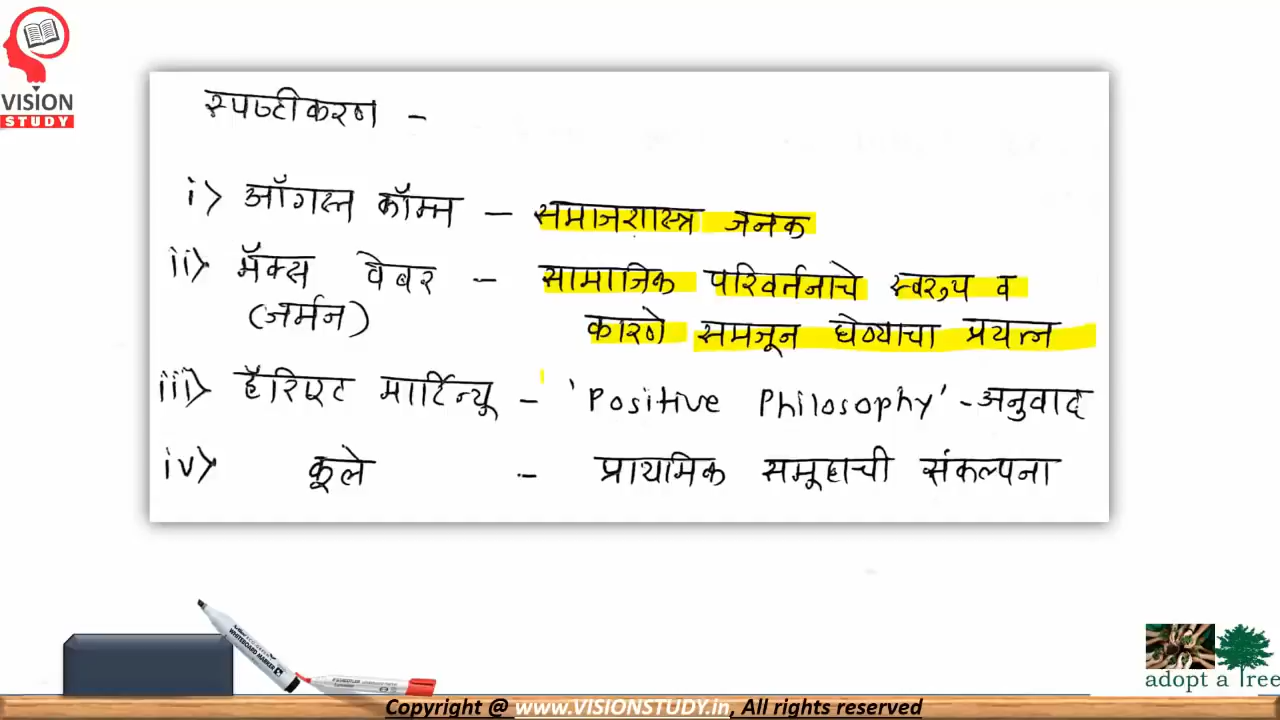 VISION
STUDY
स्पष्टीकरण -
i) ऑगस्त कॉम्त - समाजशास्त्र जनक
ii) मॅक्स वेबर - सामाजिक परिवर्तनाचे स्वरुप व
(जर्मन) कारणे समजून घेण्याचा प्रयत्न
iii) हॅरिएट मार्टिन्यू - 'Positive Philosophy' - अनुवाद
iv) कूले - प्राथमिक समूहाची संकल्पना
WHITEBOARD MARKER
adopt a Tree
Copyright @ www.VISIONSTUDY.in, All rights reserved